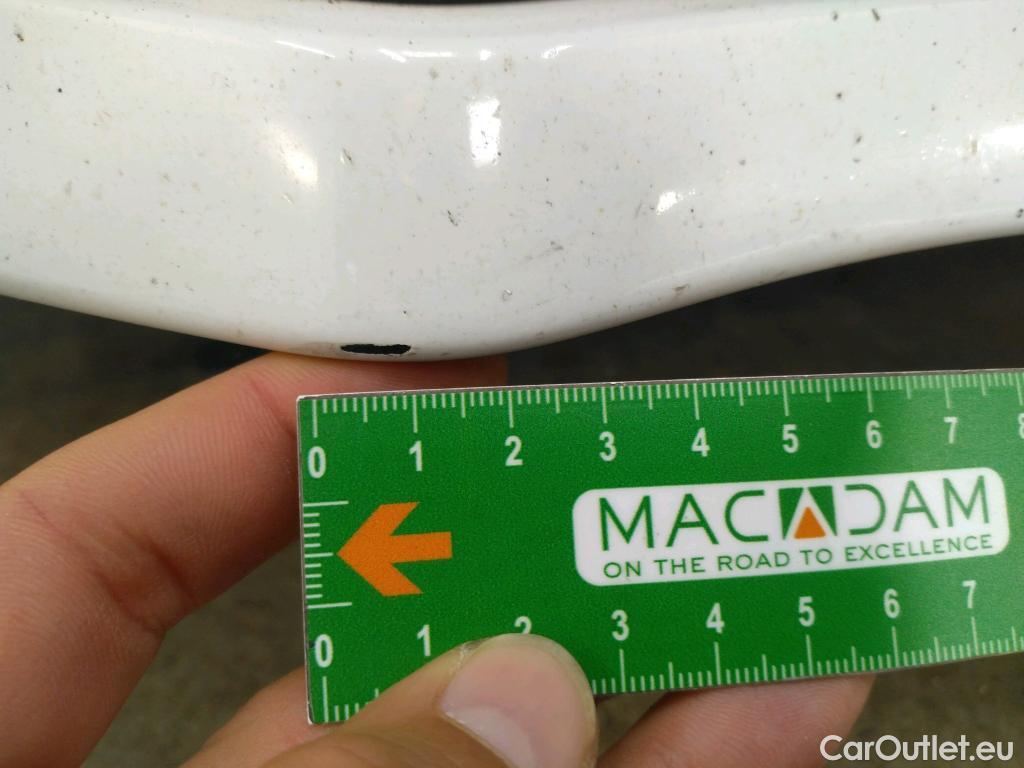 0 1 2 3 4 5 6 7 8
MACADAM
ON THE ROAD TO EXCELLENCE
0 1 2 3 4 5 6 7
CarOutlet.eu